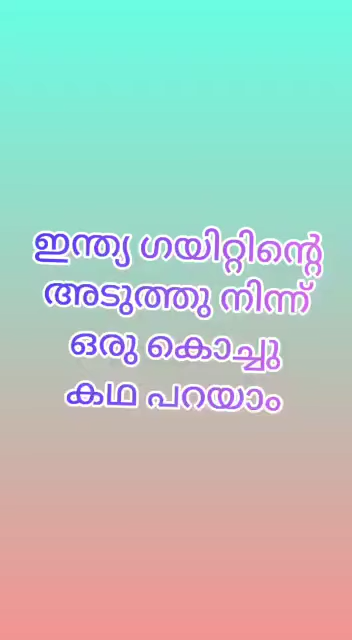 ഇന്ത്യ ഗയിറ്റിന്റെ
അടുത്തു നിന്ന്
ഒരു കൊച്ചു
കഥ പറയാം